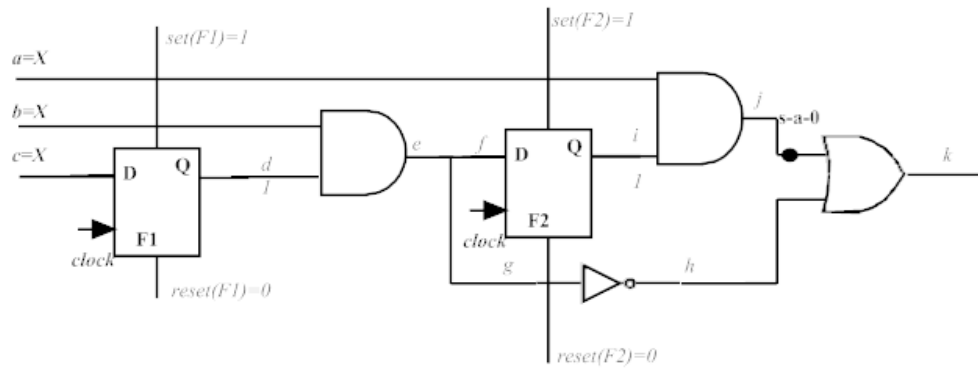 set(F1)=1
set(F2)=1
a=X
j
b=X
s-a-0
c=X
D
Q
d
1
e
f
D
Q
i
1
k
F1
clock
F2
clock
g
h
reset(F1)=0
reset(F2)=0